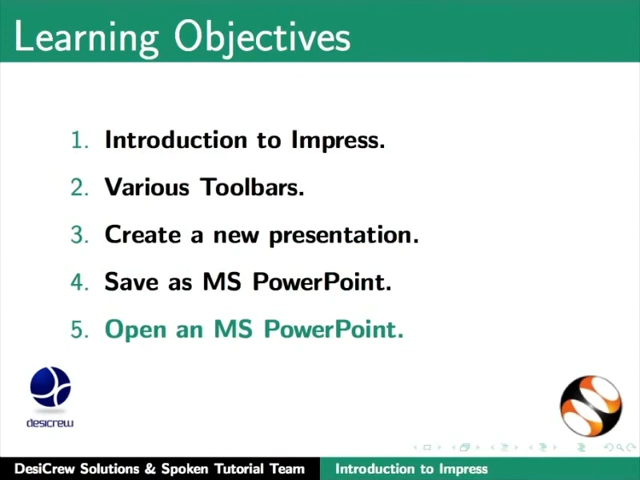 Learning Objectives
1. Introduction to Impress.
2. Various Toolbars.
3. Create a new presentation.
4. Save as MS PowerPoint.
5. Open an MS PowerPoint.
desicrew
DesiCrew Solutions & Spoken Tutorial Team Introduction to Impress